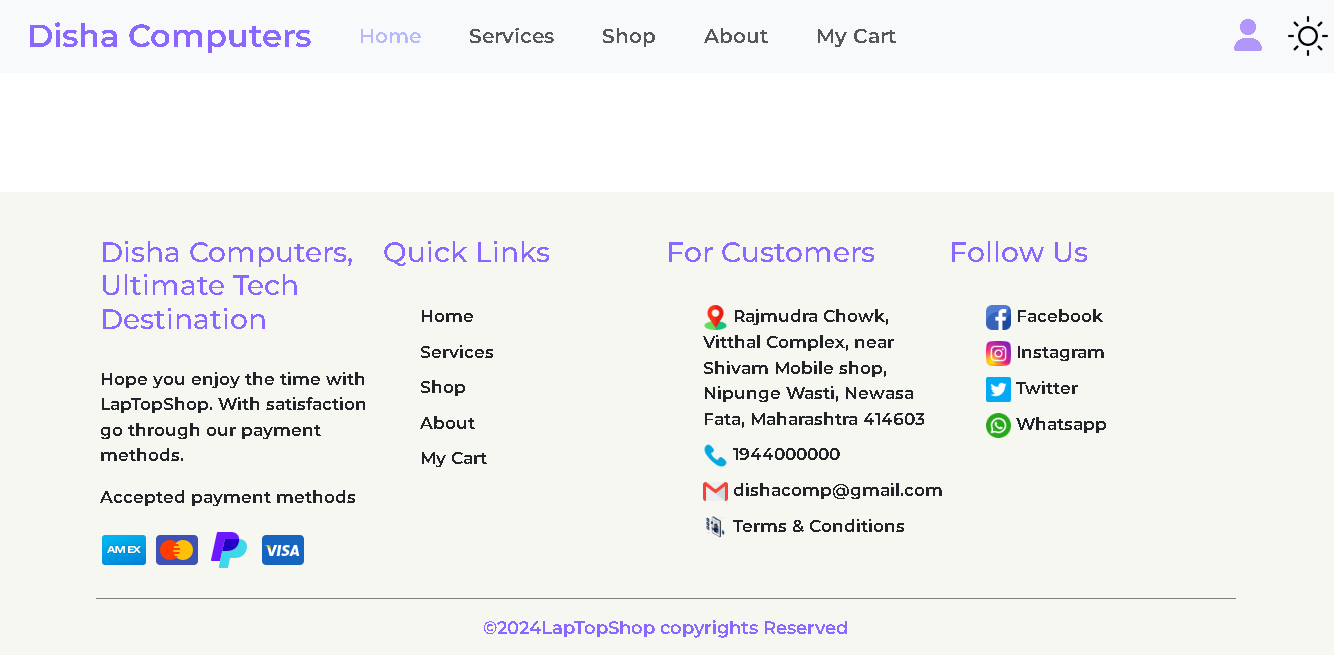 Disha Computers
Home
Services
Shop
About
My Cart
Disha Computers,
Ultimate Tech
Destination
Hope you enjoy the time with
LapTopShop. With satisfaction
go through our payment
methods.
Accepted payment methods
AMEX
VISA
Quick Links
Home
Services
Shop
About
My Cart
For Customers
Rajmudra Chowk,
Vitthal Complex, near
Shivam Mobile shop,
Nipunge Wasti, Newasa
Fata, Maharashtra 414603
1944000000
dishacomp@gmail.com
Terms & Conditions
Follow Us
Facebook
Instagram
Twitter
Whatsapp
©2024LapTopShop copyrights Reserved